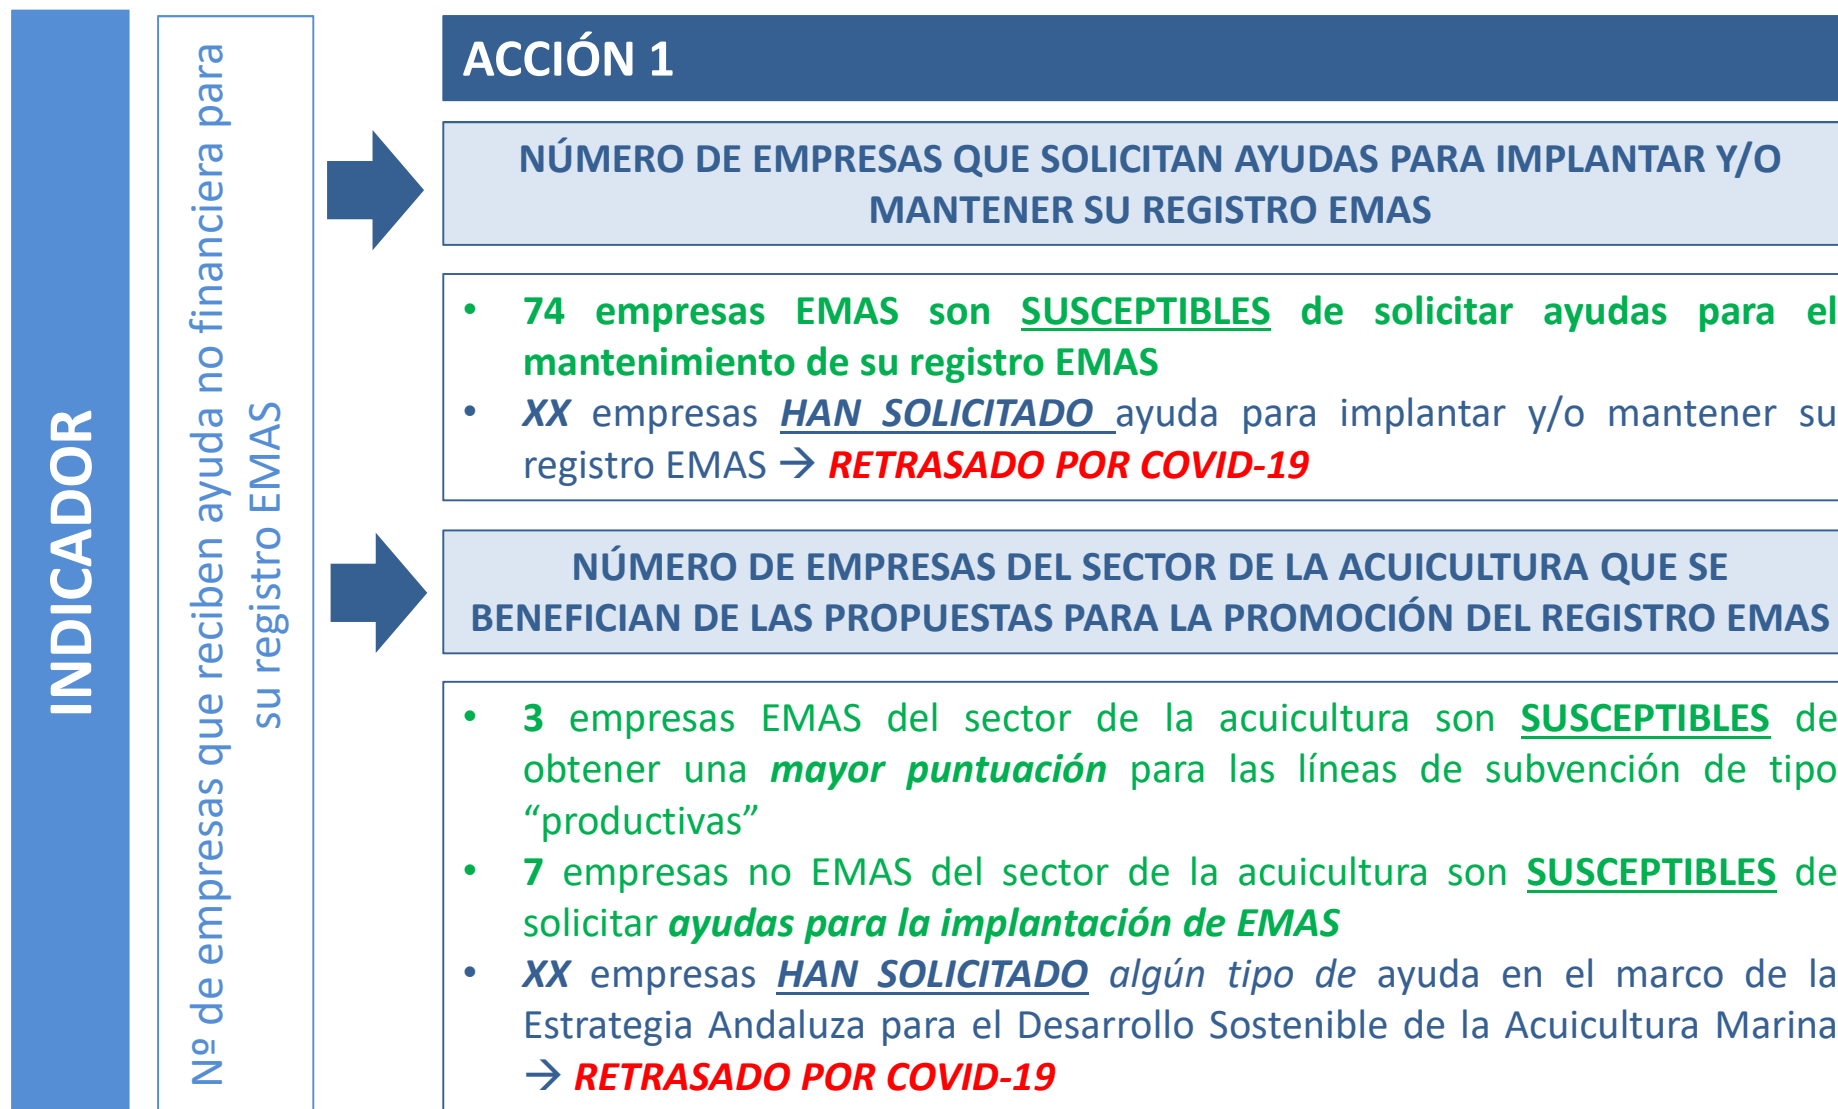 INDICADOR
Nº de empresas que reciben ayuda no financiera para
su registro EMAS
ACCIÓN 1
NÚMERO DE EMPRESAS QUE SOLICITAN AYUDAS PARA IMPLANTAR Y/O
MANTENER SU REGISTRO EMAS
• 74 empresas EMAS son SUSCEPTIBLES de solicitar ayudas para el
mantenimiento de su registro EMAS
• XX empresas HAN SOLICITADO ayuda para implantar y/o mantener su
registro EMAS → RETRASADO POR COVID-19
NÚMERO DE EMPRESAS DEL SECTOR DE LA ACUICULTURA QUE SE
BENEFICIAN DE LAS PROPUESTAS PARA LA PROMOCIÓN DEL REGISTRO EMAS
• 3 empresas EMAS del sector de la acuicultura son SUSCEPTIBLES de
obtener una mayor puntuación para las líneas de subvención de tipo
“productivas”
• 7 empresas no EMAS del sector de la acuicultura son SUSCEPTIBLES de
solicitar ayudas para la implantación de EMAS
• XX empresas HAN SOLICITADO algún tipo de ayuda en el marco de la
Estrategia Andaluza para el Desarrollo Sostenible de la Acuicultura Marina
→ RETRASADO POR COVID-19